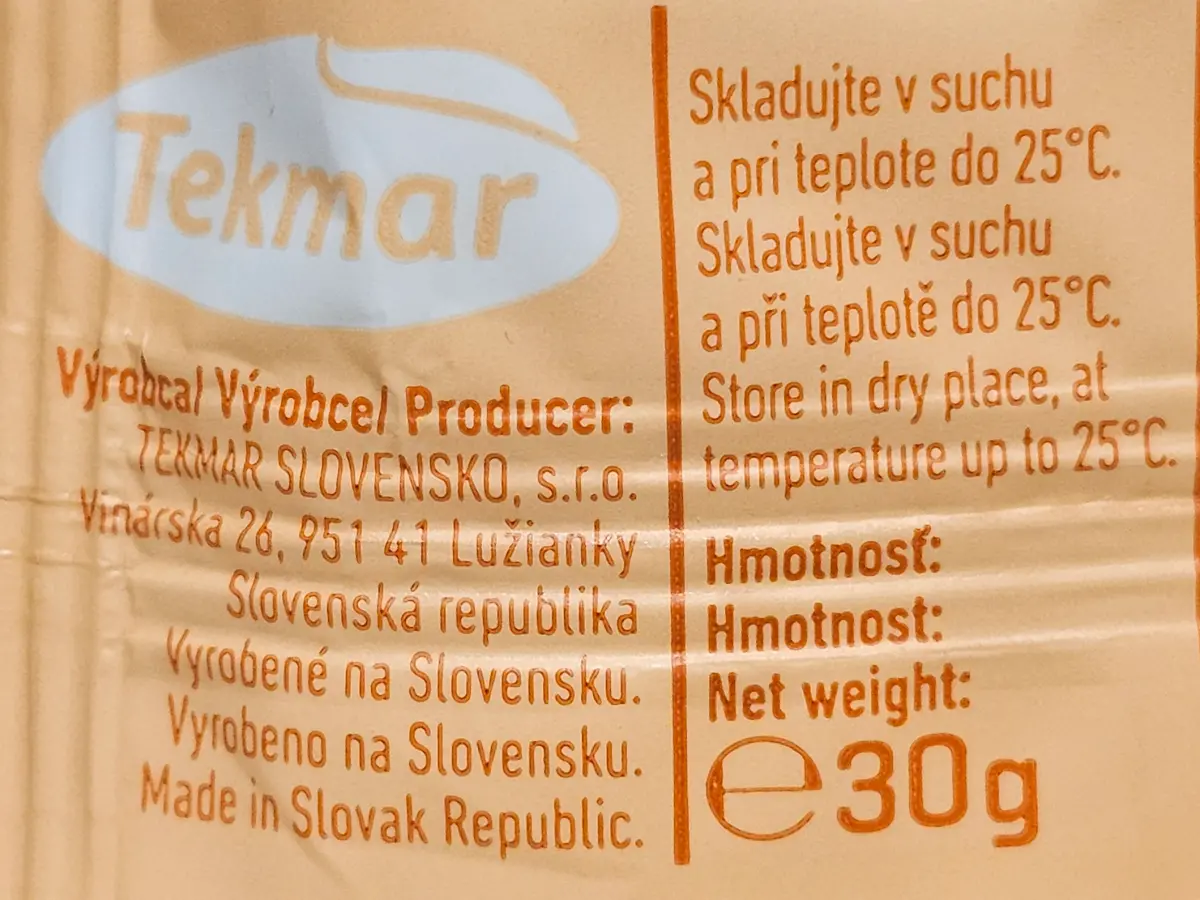 Tekmar
Výrobca/ Výrobce/ Producer:
TEKMAR SLOVENSKO, s.r.o.
Vinárska 26, 951 41 Lužianky
Slovenská republika
Vyrobené na Slovensku.
Vyrobeno na Slovensku.
Made in Slovak Republic.
Skladujte v suchu
a pri teplote do 25°C.
Skladujte v suchu
a při teplotě do 25°C.
Store in dry place, at
temperature up to 25°C.
Hmotnosť:
Hmotnost:
Net weight:
℮30g